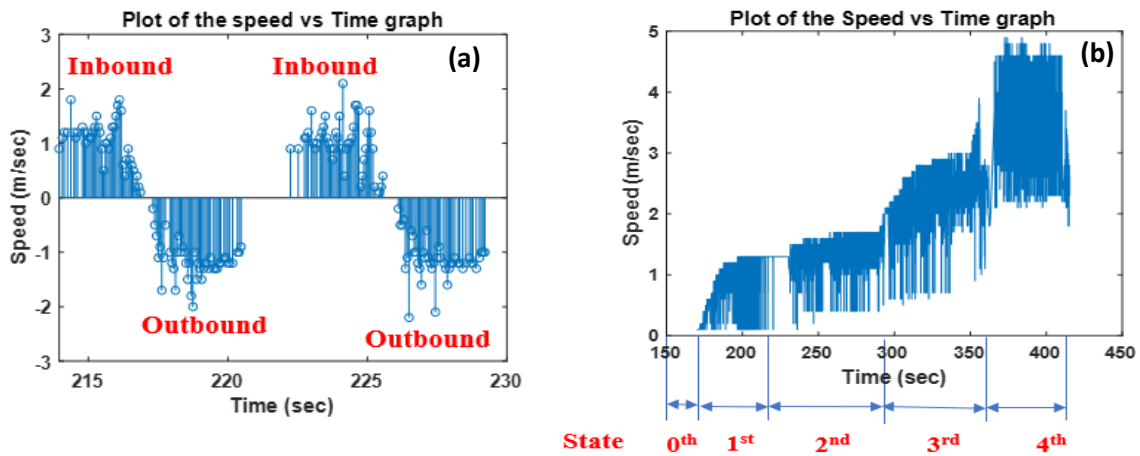 Plot of the speed vs Time graph
(a)
Inbound
Inbound
Outbound
Outbound
3
2
1
0
-1
-2
-3
Speed (m/sec)
215
220
225
230
Time (sec)
Plot of the Speed vs Time graph
(b)
5
4
3
2
1
0
Speed (m/sec)
150
200
250
300
350
400
450
Time (sec)
State
0th
1st
2nd
3rd
4th